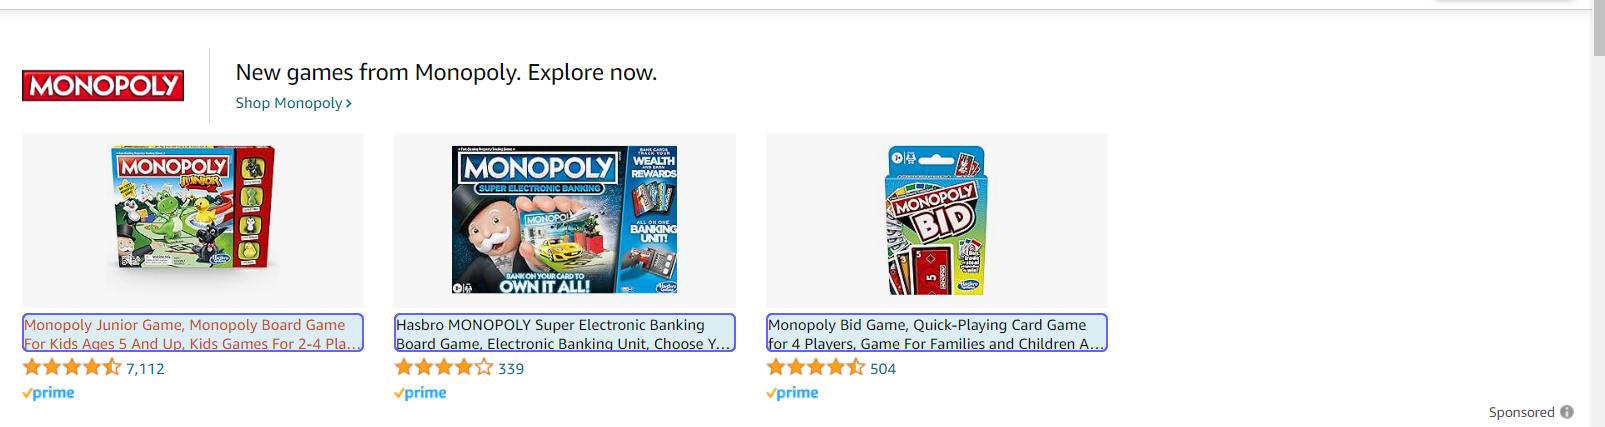 MONOPOLY
New games from Monopoly. Explore now.
Shop Monopoly ›
MONOPOLY
JUNIOR
Hasbro
MONOPOLY
SUPER ELECTRONIC BANKING
BANK CARDS
TRACK YOUR
WEALTH
AND EARN
REWARDS
MONOPOLY
ALL ON ONE
BANKING
UNIT!
BANK ON YOUR CARD TO
OWN IT ALL!
Hasbro
MONOPOLY
BID
5
Hasbro
Monopoly Junior Game, Monopoly Board Game
For Kids Ages 5 And Up, Kids Games For 2-4 Pla...
7,112
prime
Hasbro MONOPOLY Super Electronic Banking
Board Game, Electronic Banking Unit, Choose Y...
339
prime
Monopoly Bid Game, Quick-Playing Card Game
for 4 Players, Game For Families and Children A...
504
prime
Sponsored